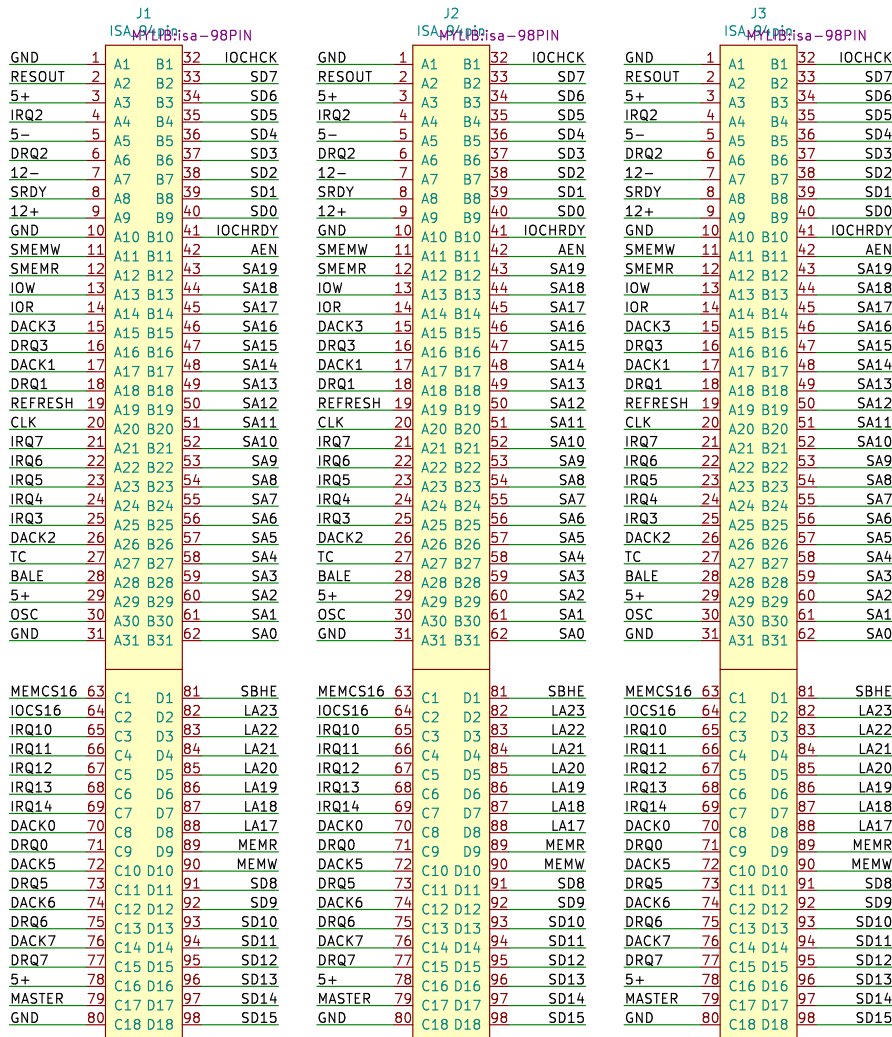 J1 J2 J3
ISA_94pin ISA_94pin ISA_94pin
MYLIB:isa-98PIN MYLIB:isa-98PIN MYLIB:isa-98PIN
GND 1 A1 B1 32 IOCHCK GND 1 A1 B1 32 IOCHCK GND 1 A1 B1 32 IOCHCK
RESOUT 2 A2 B2 33 SD7 RESOUT 2 A2 B2 33 SD7 RESOUT 2 A2 B2 33 SD7
5+ 3 A3 B3 34 SD6 5+ 3 A3 B3 34 SD6 5+ 3 A3 B3 34 SD6
IRQ2 4 A4 B4 35 SD5 IRQ2 4 A4 B4 35 SD5 IRQ2 4 A4 B4 35 SD5
5- 5 A5 B5 36 SD4 5- 5 A5 B5 36 SD4 5- 5 A5 B5 36 SD4
DRQ2 6 A6 B6 37 SD3 DRQ2 6 A6 B6 37 SD3 DRQ2 6 A6 B6 37 SD3
12- 7 A7 B7 38 SD2 12- 7 A7 B7 38 SD2 12- 7 A7 B7 38 SD2
SRDY 8 A8 B8 39 SD1 SRDY 8 A8 B8 39 SD1 SRDY 8 A8 B8 39 SD1
12+ 9 A9 B9 40 SD0 12+ 9 A9 B9 40 SD0 12+ 9 A9 B9 40 SD0
GND 10 A10 B10 41 IOCHRDY GND 10 A10 B10 41 IOCHRDY GND 10 A10 B10 41 IOCHRDY
SMEMW 11 A11 B11 42 AEN SMEMW 11 A11 B11 42 AEN SMEMW 11 A11 B11 42 AEN
SMEMR 12 A12 B12 43 SA19 SMEMR 12 A12 B12 43 SA19 SMEMR 12 A12 B12 43 SA19
IOW 13 A13 B13 44 SA18 IOW 13 A13 B13 44 SA18 IOW 13 A13 B13 44 SA18
IOR 14 A14 B14 45 SA17 IOR 14 A14 B14 45 SA17 IOR 14 A14 B14 45 SA17
DACK3 15 A15 B15 46 SA16 DACK3 15 A15 B15 46 SA16 DACK3 15 A15 B15 46 SA16
DRQ3 16 A16 B16 47 SA15 DRQ3 16 A16 B16 47 SA15 DRQ3 16 A16 B16 47 SA15
DACK1 17 A17 B17 48 SA14 DACK1 17 A17 B17 48 SA14 DACK1 17 A17 B17 48 SA14
DRQ1 18 A18 B18 49 SA13 DRQ1 18 A18 B18 49 SA13 DRQ1 18 A18 B18 49 SA13
REFRESH 19 A19 B19 50 SA12 REFRESH 19 A19 B19 50 SA12 REFRESH 19 A19 B19 50 SA12
CLK 20 A20 B20 51 SA11 CLK 20 A20 B20 51 SA11 CLK 20 A20 B20 51 SA11
IRQ7 21 A21 B21 52 SA10 IRQ7 21 A21 B21 52 SA10 IRQ7 21 A21 B21 52 SA10
IRQ6 22 A22 B22 53 SA9 IRQ6 22 A22 B22 53 SA9 IRQ6 22 A22 B22 53 SA9
IRQ5 23 A23 B23 54 SA8 IRQ5 23 A23 B23 54 SA8 IRQ5 23 A23 B23 54 SA8
IRQ4 24 A24 B24 55 SA7 IRQ4 24 A24 B24 55 SA7 IRQ4 24 A24 B24 55 SA7
IRQ3 25 A25 B25 56 SA6 IRQ3 25 A25 B25 56 SA6 IRQ3 25 A25 B25 56 SA6
DACK2 26 A26 B26 57 SA5 DACK2 26 A26 B26 57 SA5 DACK2 26 A26 B26 57 SA5
TC 27 A27 B27 58 SA4 TC 27 A27 B27 58 SA4 TC 27 A27 B27 58 SA4
BALE 28 A28 B28 59 SA3 BALE 28 A28 B28 59 SA3 BALE 28 A28 B28 59 SA3
5+ 29 A29 B29 60 SA2 5+ 29 A29 B29 60 SA2 5+ 29 A29 B29 60 SA2
OSC 30 A30 B30 61 SA1 OSC 30 A30 B30 61 SA1 OSC 30 A30 B30 61 SA1
GND 31 A31 B31 62 SA0 GND 31 A31 B31 62 SA0 GND 31 A31 B31 62 SA0
MEMCS16 63 C1 D1 81 SBHE MEMCS16 63 C1 D1 81 SBHE MEMCS16 63 C1 D1 81 SBHE
IOCS16 64 C2 D2 82 LA23 IOCS16 64 C2 D2 82 LA23 IOCS16 64 C2 D2 82 LA23
IRQ10 65 C3 D3 83 LA22 IRQ10 65 C3 D3 83 LA22 IRQ10 65 C3 D3 83 LA22
IRQ11 66 C4 D4 84 LA21 IRQ11 66 C4 D4 84 LA21 IRQ11 66 C4 D4 84 LA21
IRQ12 67 C5 D5 85 LA20 IRQ12 67 C5 D5 85 LA20 IRQ12 67 C5 D5 85 LA20
IRQ13 68 C6 D6 86 LA19 IRQ13 68 C6 D6 86 LA19 IRQ13 68 C6 D6 86 LA19
IRQ14 69 C7 D7 87 LA18 IRQ14 69 C7 D7 87 LA18 IRQ14 69 C7 D7 87 LA18
DACK0 70 C8 D8 88 LA17 DACK0 70 C8 D8 88 LA17 DACK0 70 C8 D8 88 LA17
DRQ0 71 C9 D9 89 MEMR DRQ0 71 C9 D9 89 MEMR DRQ0 71 C9 D9 89 MEMR
DACK5 72 C10 D10 90 MEMW DACK5 72 C10 D10 90 MEMW DACK5 72 C10 D10 90 MEMW
DRQ5 73 C11 D11 91 SD8 DRQ5 73 C11 D11 91 SD8 DRQ5 73 C11 D11 91 SD8
DACK6 74 C12 D12 92 SD9 DACK6 74 C12 D12 92 SD9 DACK6 74 C12 D12 92 SD9
DRQ6 75 C13 D13 93 SD10 DRQ6 75 C13 D13 93 SD10 DRQ6 75 C13 D13 93 SD10
DACK7 76 C14 D14 94 SD11 DACK7 76 C14 D14 94 SD11 DACK7 76 C14 D14 94 SD11
DRQ7 77 C15 D15 95 SD12 DRQ7 77 C15 D15 95 SD12 DRQ7 77 C15 D15 95 SD12
5+ 78 C16 D16 96 SD13 5+ 78 C16 D16 96 SD13 5+ 78 C16 D16 96 SD13
MASTER 79 C17 D17 97 SD14 MASTER 79 C17 D17 97 SD14 MASTER 79 C17 D17 97 SD14
GND 80 C18 D18 98 SD15 GND 80 C18 D18 98 SD15 GND 80 C18 D18 98 SD15